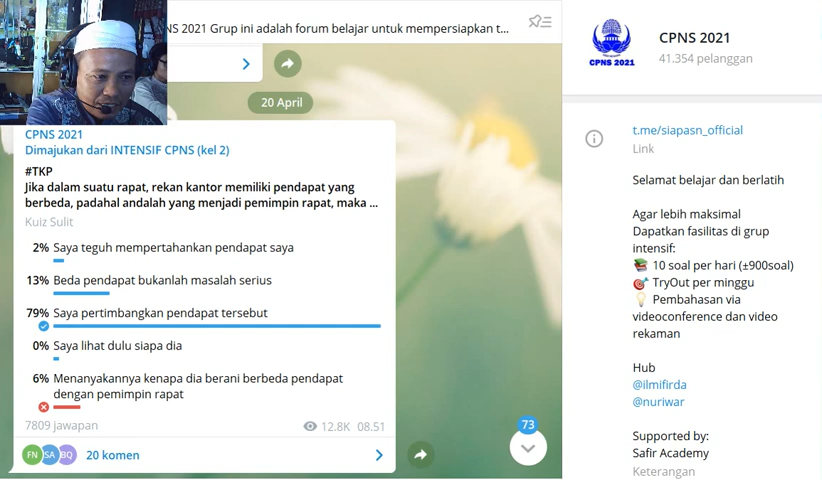 NS 2021 Grup ini adalah forum belajar untuk mempersiapkan t...
20 April
CPNS 2021
Dimajukan dari INTENSIF CPNS (kel 2)
#TKP
Jika dalam suatu rapat, rekan kantor memiliki pendapat yang
berbeda, padahal andalah yang menjadi pemimpin rapat, maka ...
Kuiz Sulit
2% Saya teguh mempertahankan pendapat saya
13% Beda pendapat bukanlah masalah serius
79% Saya pertimbangkan pendapat tersebut
0% Saya lihat dulu siapa dia
6% Menanyakannya kenapa dia berani berbeda pendapat
dengan pemimpin rapat
7809 jawapan 12.8K 08.51
FN SA BQ 20 komen
73
CPNS 2021
CPNS 2021
41.354 pelanggan
t.me/siapasn_official
Link
Selamat belajar dan berlatih
Agar lebih maksimal
Dapatkan fasilitas di grup
intensif:
10 soal per hari (±900soal)
TryOut per minggu
Pembahasan via
videoconference dan video
rekaman
Hub
@ilmifirda
@nuriwar
Supported by:
Safir Academy
Keterangan